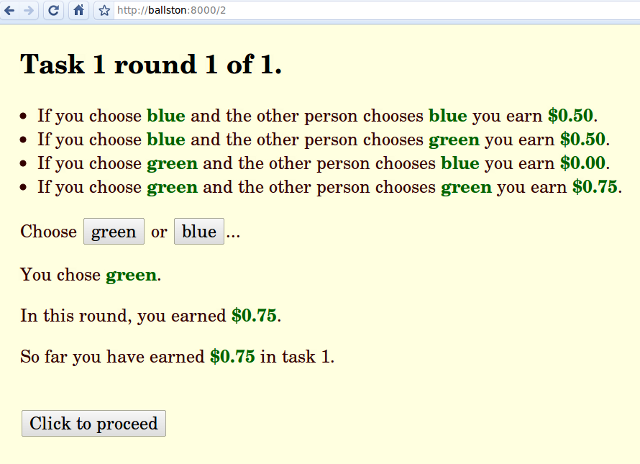 http://ballston:8000/2
Task 1 round 1 of 1.
• If you choose blue and the other person chooses blue you earn $0.50.
• If you choose blue and the other person chooses green you earn $0.50.
• If you choose green and the other person chooses blue you earn $0.00.
• If you choose green and the other person chooses green you earn $0.75.
Choose green or blue...
You chose green.
In this round, you earned $0.75.
So far you have earned $0.75 in task 1.
Click to proceed